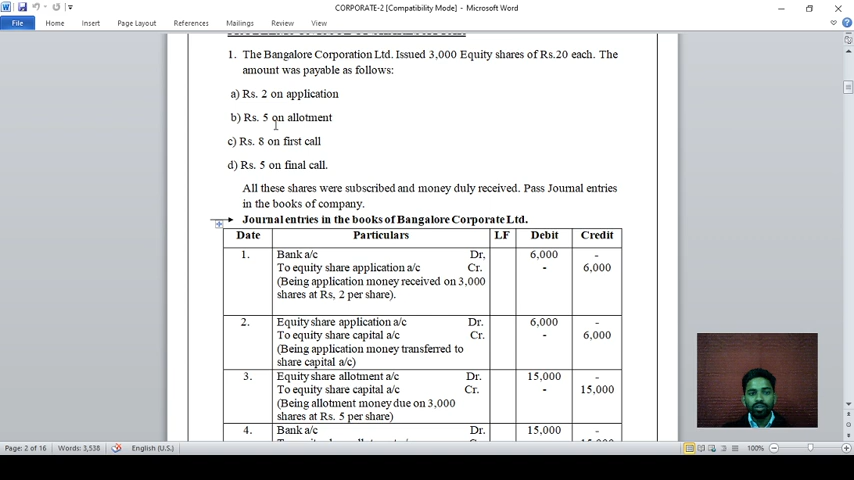 CORPORATE-2 [Compatibility Mode] - Microsoft Word
File Home Insert Page Layout References Mailings Review View
1. The Bangalore Corporation Ltd. Issued 3,000 Equity shares of Rs.20 each. The
amount was payable as follows:
a) Rs. 2 on application
b) Rs. 5 on allotment
c) Rs. 8 on first call
d) Rs. 5 on final call.
All these shares were subscribed and money duly received. Pass Journal entries
in the books of company.
Journal entries in the books of Bangalore Corporate Ltd.
Date Particulars LF Debit Credit
1. Bank a/c Dr. 6,000 -
To equity share application a/c Cr. - 6,000
(Being application money received on 3,000
shares at Rs, 2 per share).
2. Equity share application a/c Dr. 6,000 -
To equity share capital a/c Cr. - 6,000
(Being application money transferred to
share capital a/c)
3. Equity share allotment a/c Dr. 15,000 -
To equity share capital a/c Cr. - 15,000
(Being allotment money due on 3,000
shares at Rs. 5 per share)
4. Bank a/c Dr. 15,000 -
Page: 2 of 16 Words: 3,538 English (U.S.) 100%